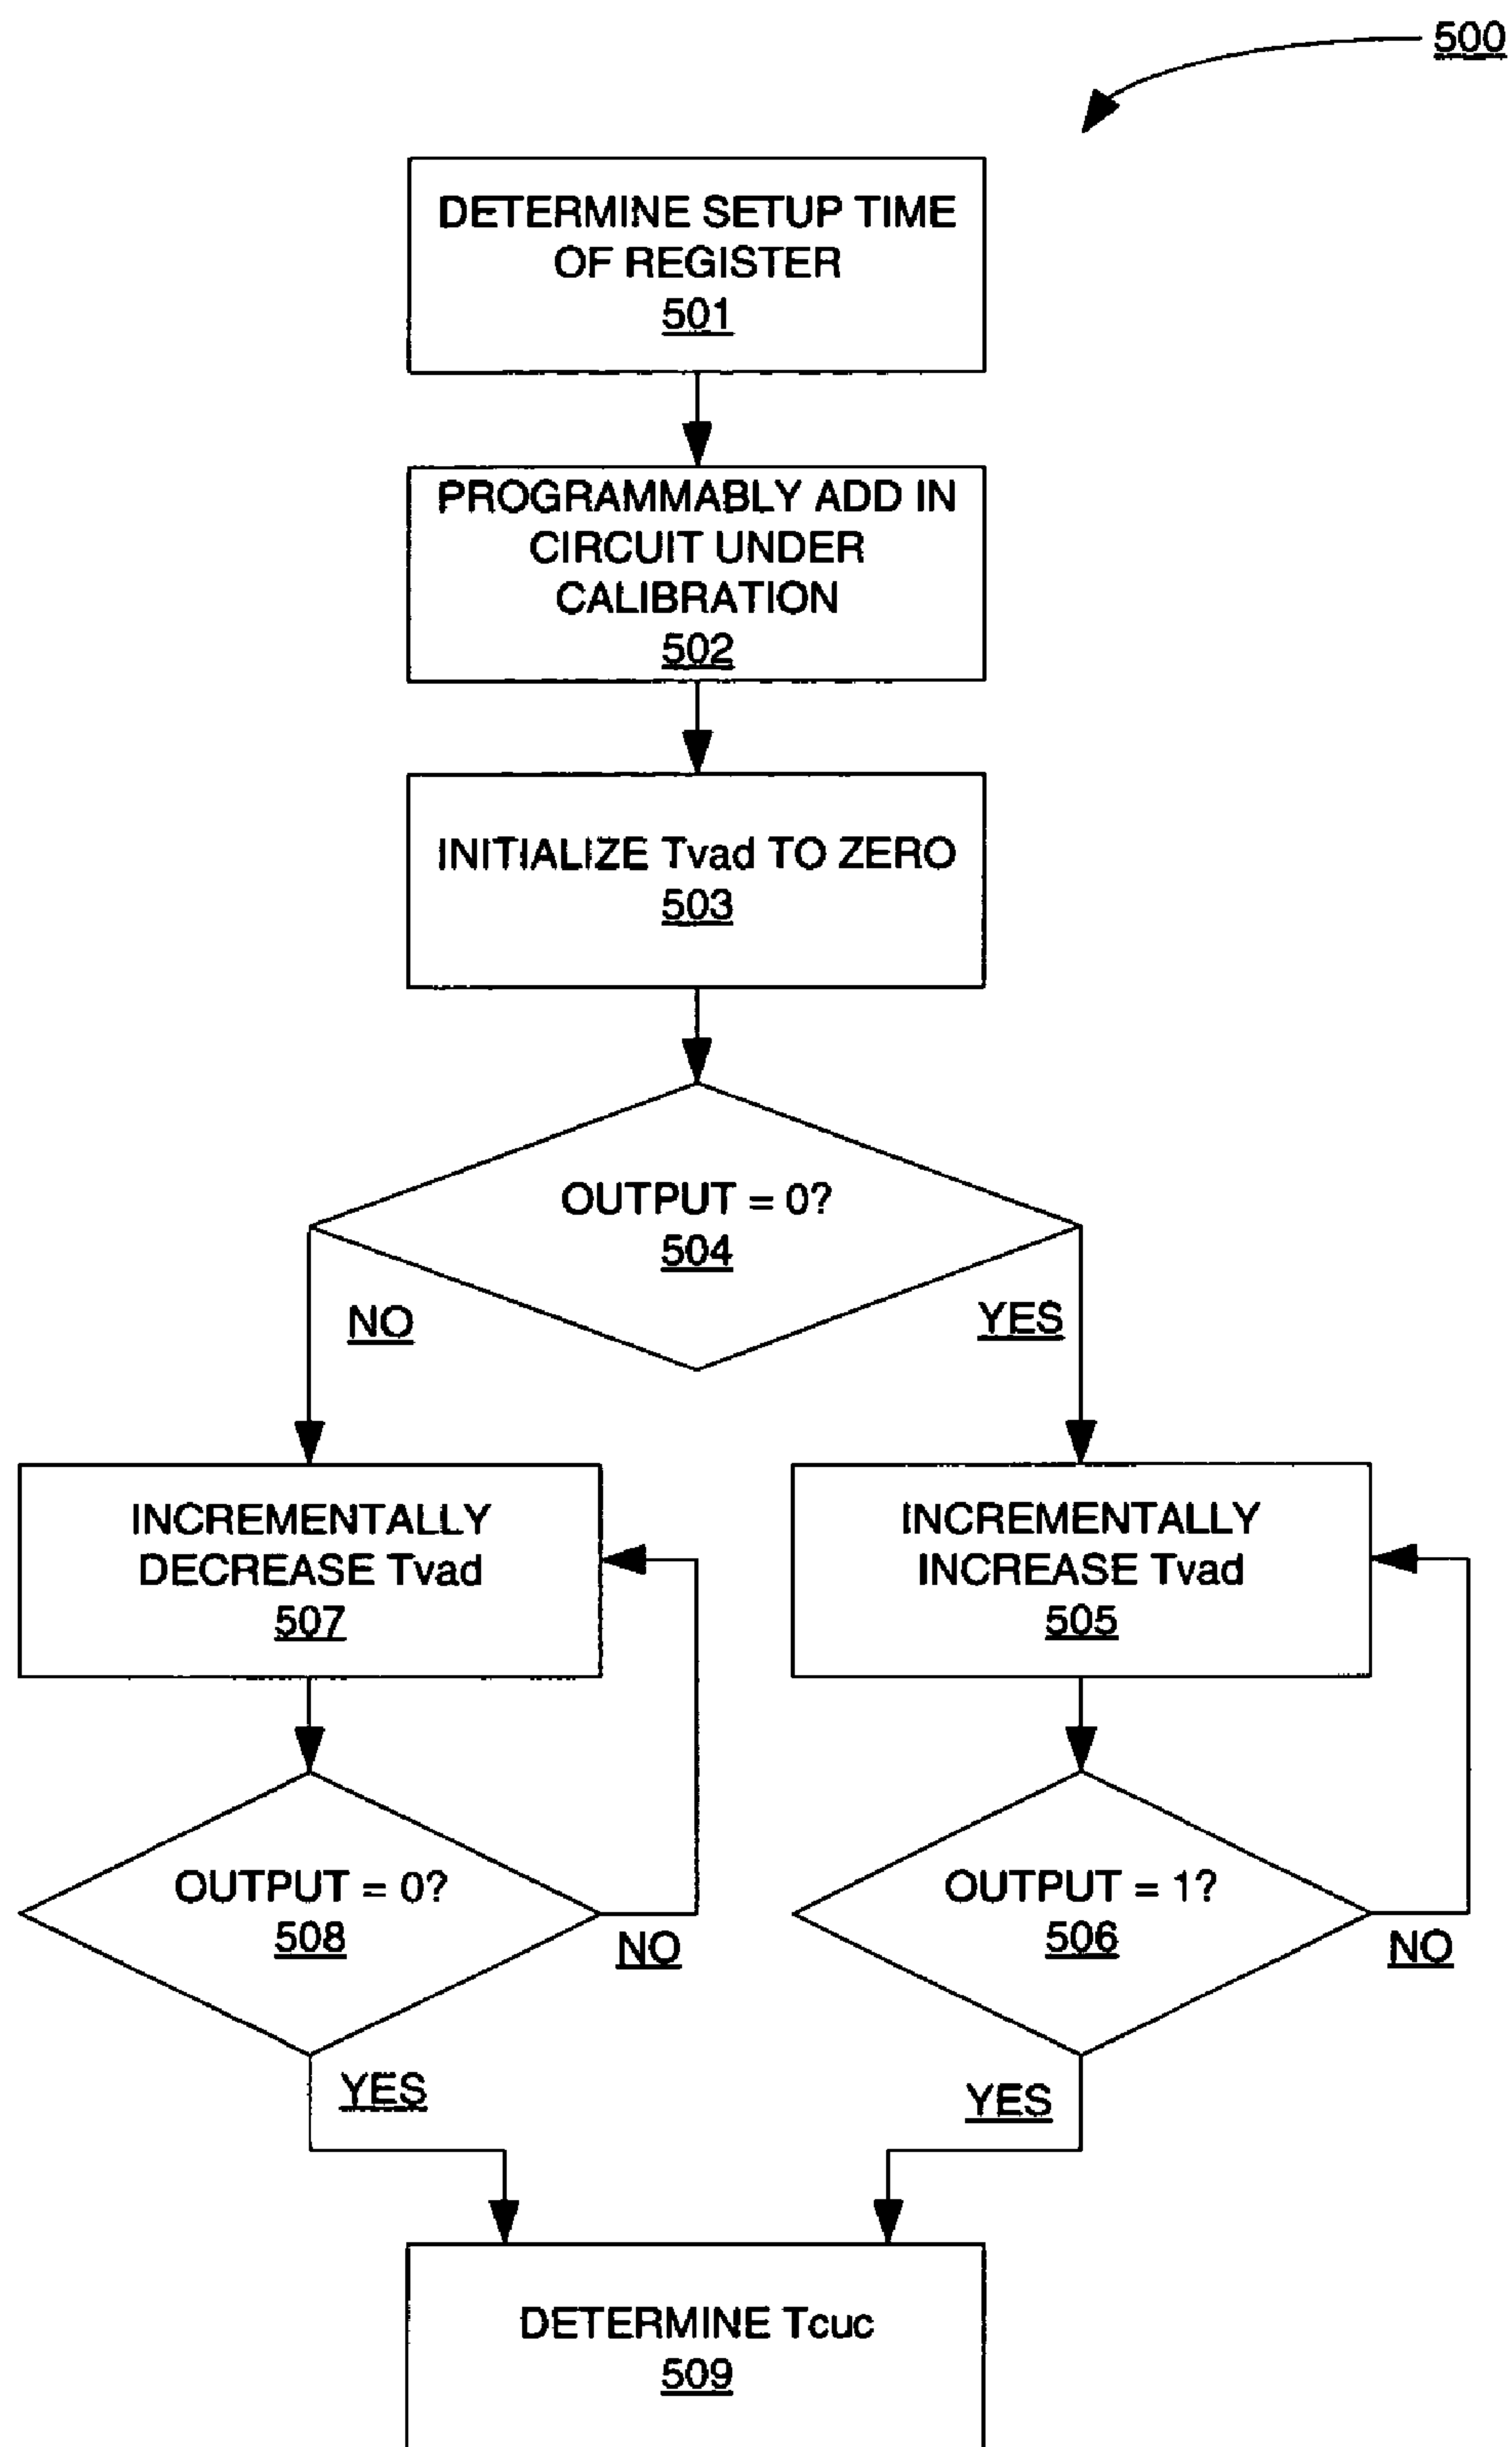 500
DETERMINE SETUP TIME
OF REGISTER
501
PROGRAMMABLY ADD IN
CIRCUIT UNDER
CALIBRATION
502
INITIALIZE Tvad TO ZERO
503
OUTPUT = 0?
504
NO
YES
INCREMENTALLY
DECREASE Tvad
507
INCREMENTALLY
INCREASE Tvad
505
OUTPUT = 0?
508
NO
OUTPUT = 1?
506
NO
YES
YES
DETERMINE Tcuc
509